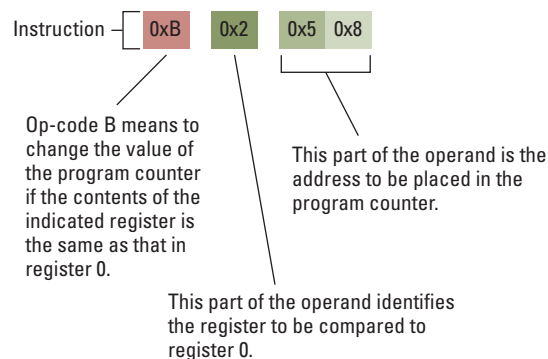 Instruction
0xB 0x2 0x5 0x8
Op-code B means to
change the value of
the program counter
if the contents of the
indicated register is
the same as that in
register 0.
This part of the operand is the
address to be placed in the
program counter.
This part of the operand identifies
the register to be compared to
register 0.